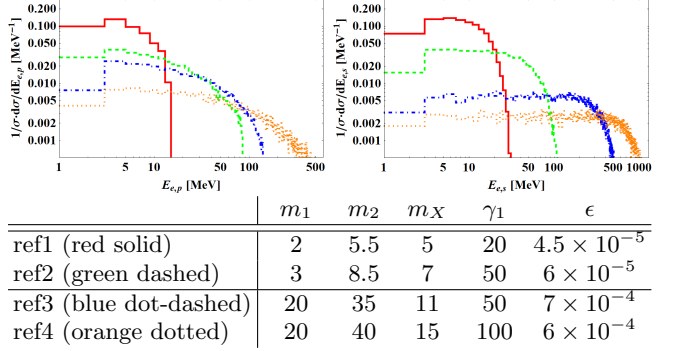 0.200
0.100
0.050
0.020
0.010
0.005
0.002
0.001
1/σ·dσ/dE_{e,p} [MeV⁻¹]
1 5 10 50 100 500
E_{e,p} [MeV]
0.200
0.100
0.050
0.020
0.010
0.005
0.002
0.001
1/σ·dσ/dE_{e,s} [MeV⁻¹]
1 5 10 50 100 500 1000
E_{e,s} [MeV]
m₁ m₂ m_X γ₁ ϵ
ref1 (red solid) 2 5.5 5 20 4.5 × 10⁻⁵
ref2 (green dashed) 3 8.5 7 50 6 × 10⁻⁵
ref3 (blue dot-dashed) 20 35 11 50 7 × 10⁻⁴
ref4 (orange dotted) 20 40 15 100 6 × 10⁻⁴